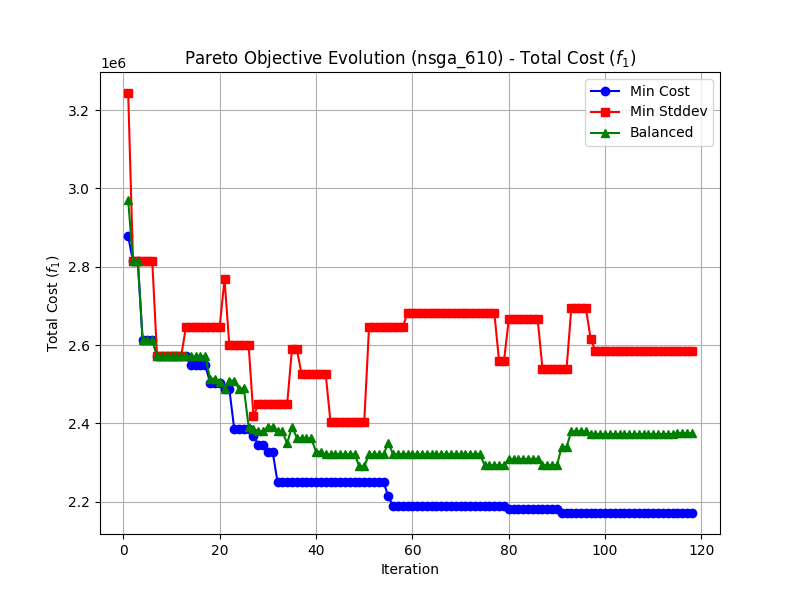 Pareto Objective Evolution (nsga_610) - Total Cost (f₁)
1e6
Min Cost
Min Stddev
Balanced
3.2
3.0
2.8
2.6
2.4
2.2
Total Cost (f₁)
0 20 40 60 80 100 120
Iteration